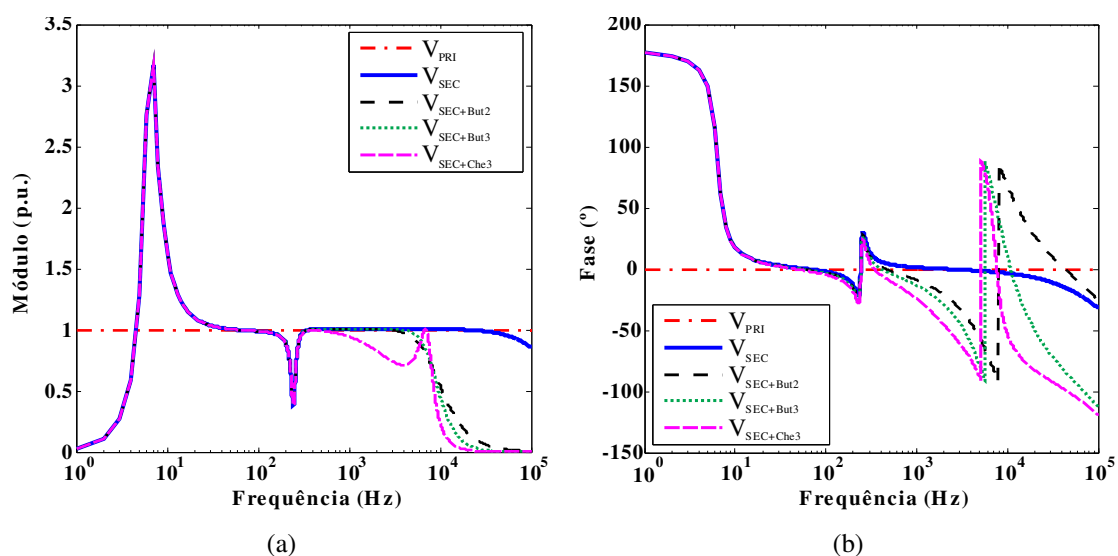 3.5
3
2.5
2
1.5
1
0.5
0
Módulo (p.u.)
V_PRI
V_SEC
V_SEC+But2
V_SEC+But3
V_SEC+Che3
10^0
10^1
10^2
10^3
10^4
10^5
Frequência (Hz)
(a)
200
150
100
50
0
-50
-100
-150
Fase (º)
V_PRI
V_SEC
V_SEC+But2
V_SEC+But3
V_SEC+Che3
10^0
10^1
10^2
10^3
10^4
10^5
Frequência (Hz)
(b)